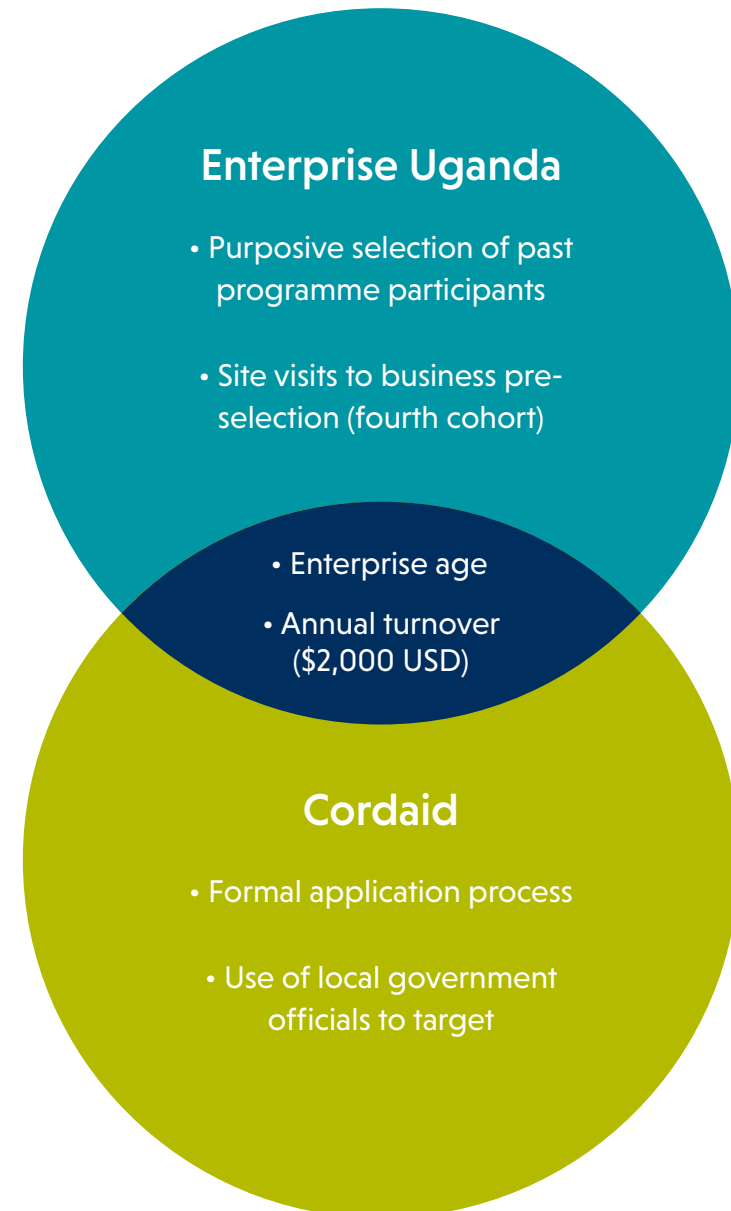 Enterprise Uganda
• Purposive selection of past
programme participants
• Site visits to business pre-
selection (fourth cohort)
• Enterprise age
• Annual turnover
($2,000 USD)
Cordaid
• Formal application process
• Use of local government
officials to target